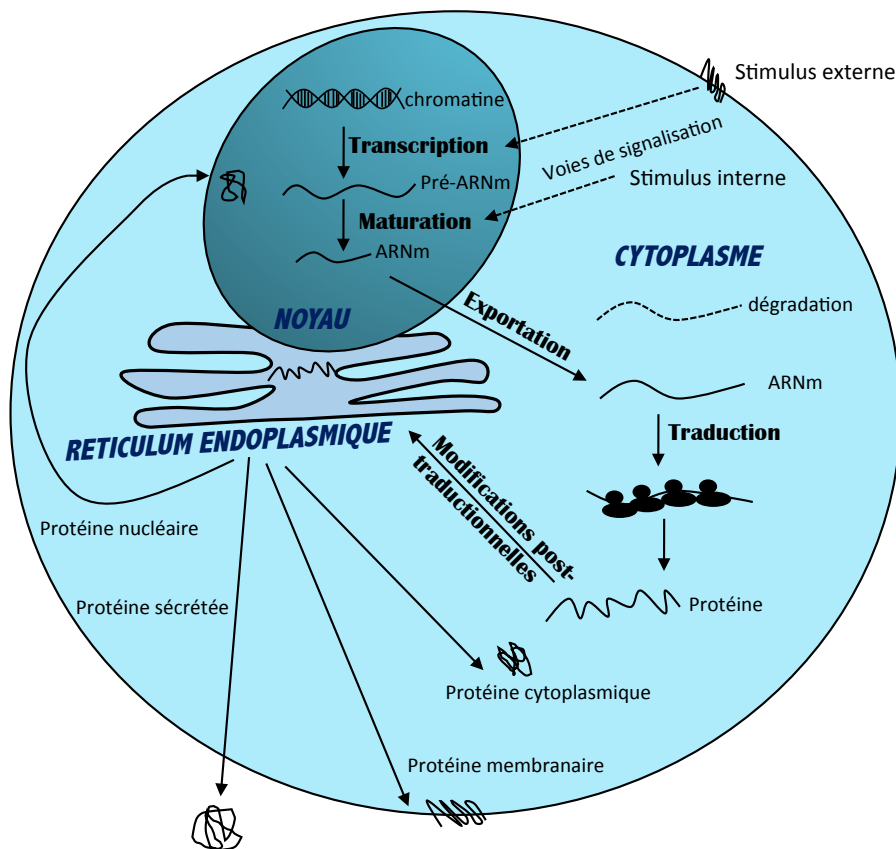 Stimulus externe
chromatine
Transcription
Voies de signalisation
Pré-ARNm
Stimulus interne
Maturation
ARNm
CYTOPLASME
Exportation
dégradation
NOYAU
ARNm
RETICULUM ENDOPLASMIQUE
Traduction
Modifications post-
traductionnelles
Protéine nucléaire
Protéine sécrétée
Protéine
Protéine cytoplasmique
Protéine membranaire